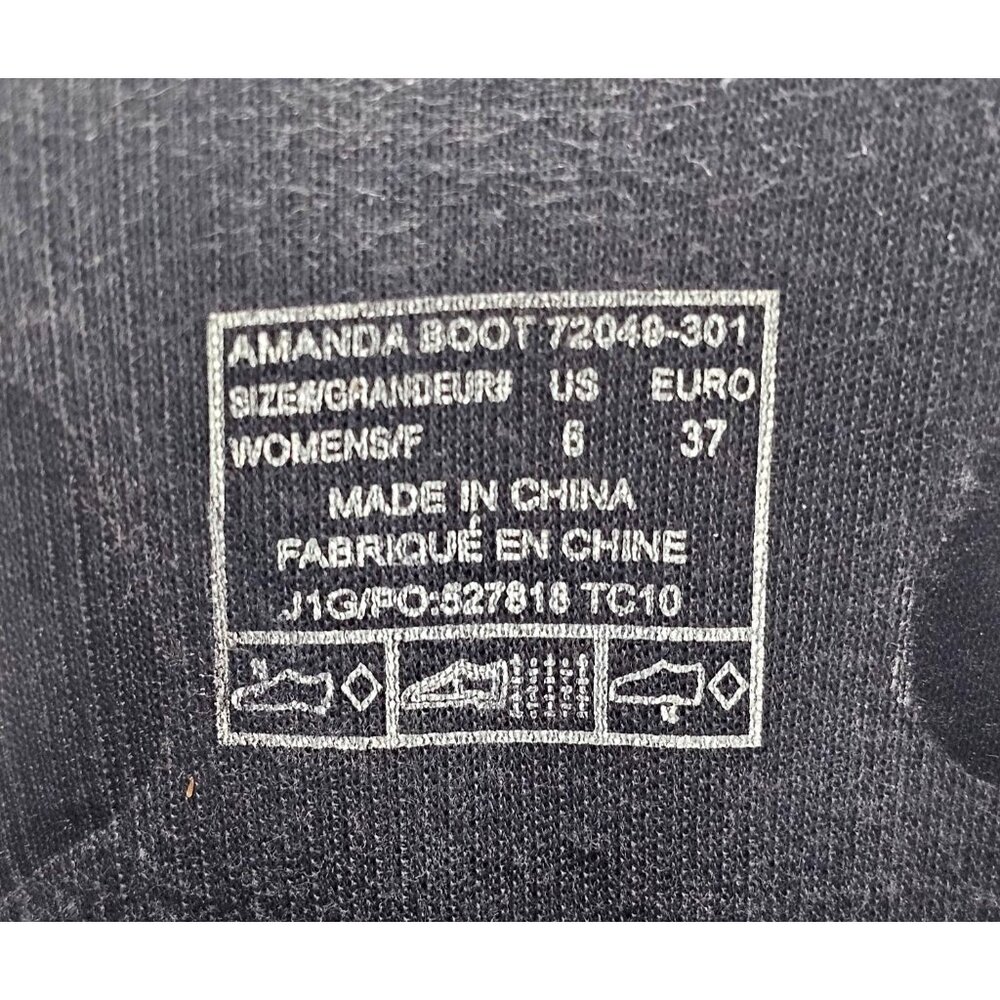 AMANDA BOOT 72040-301
SIZE#/GRANDEUR# US EURO
WOMENS/F 6 37
MADE IN CHINA
FABRIQUÉ EN CHINE
J1G/PO:527818 TC10